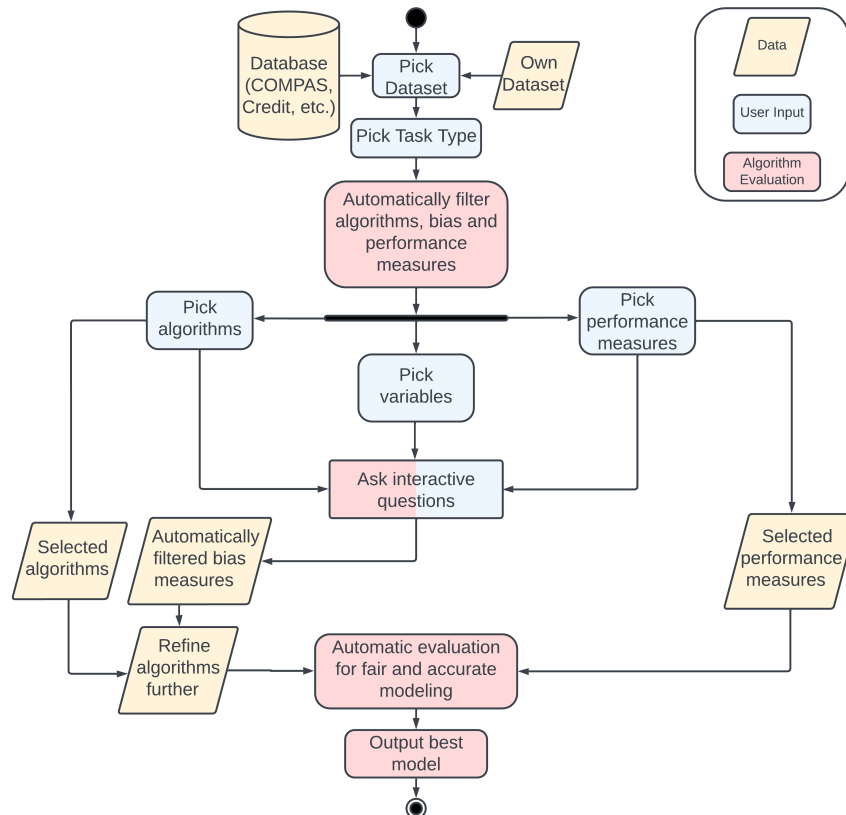 Database
(COMPAS,
Credit, etc.)
Pick
Dataset
Own
Dataset
Data
User Input
Algorithm
Evaluation
Pick Task Type
Automatically filter
algorithms, bias and
performance
measures
Pick
algorithms
Pick
variables
Pick
performance
measures
Ask interactive
questions
Selected
algorithms
Automatically
filtered bias
measures
Selected
performance
measures
Refine
algorithms
further
Automatic evaluation
for fair and accurate
modeling
Output best
model